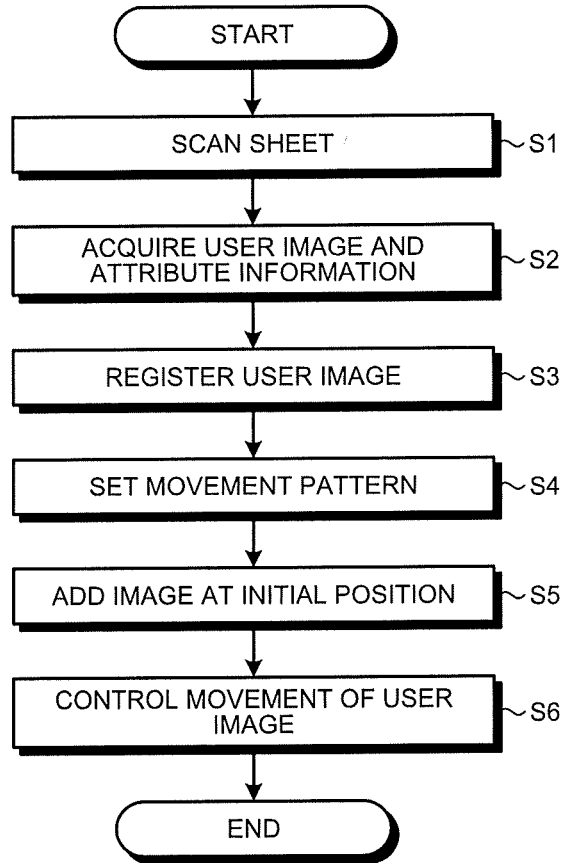 START
SCAN SHEET
~S1
ACQUIRE USER IMAGE AND
ATTRIBUTE INFORMATION
~S2
REGISTER USER IMAGE
~S3
SET MOVEMENT PATTERN
~S4
ADD IMAGE AT INITIAL POSITION
~S5
CONTROL MOVEMENT OF USER
IMAGE
~S6
END